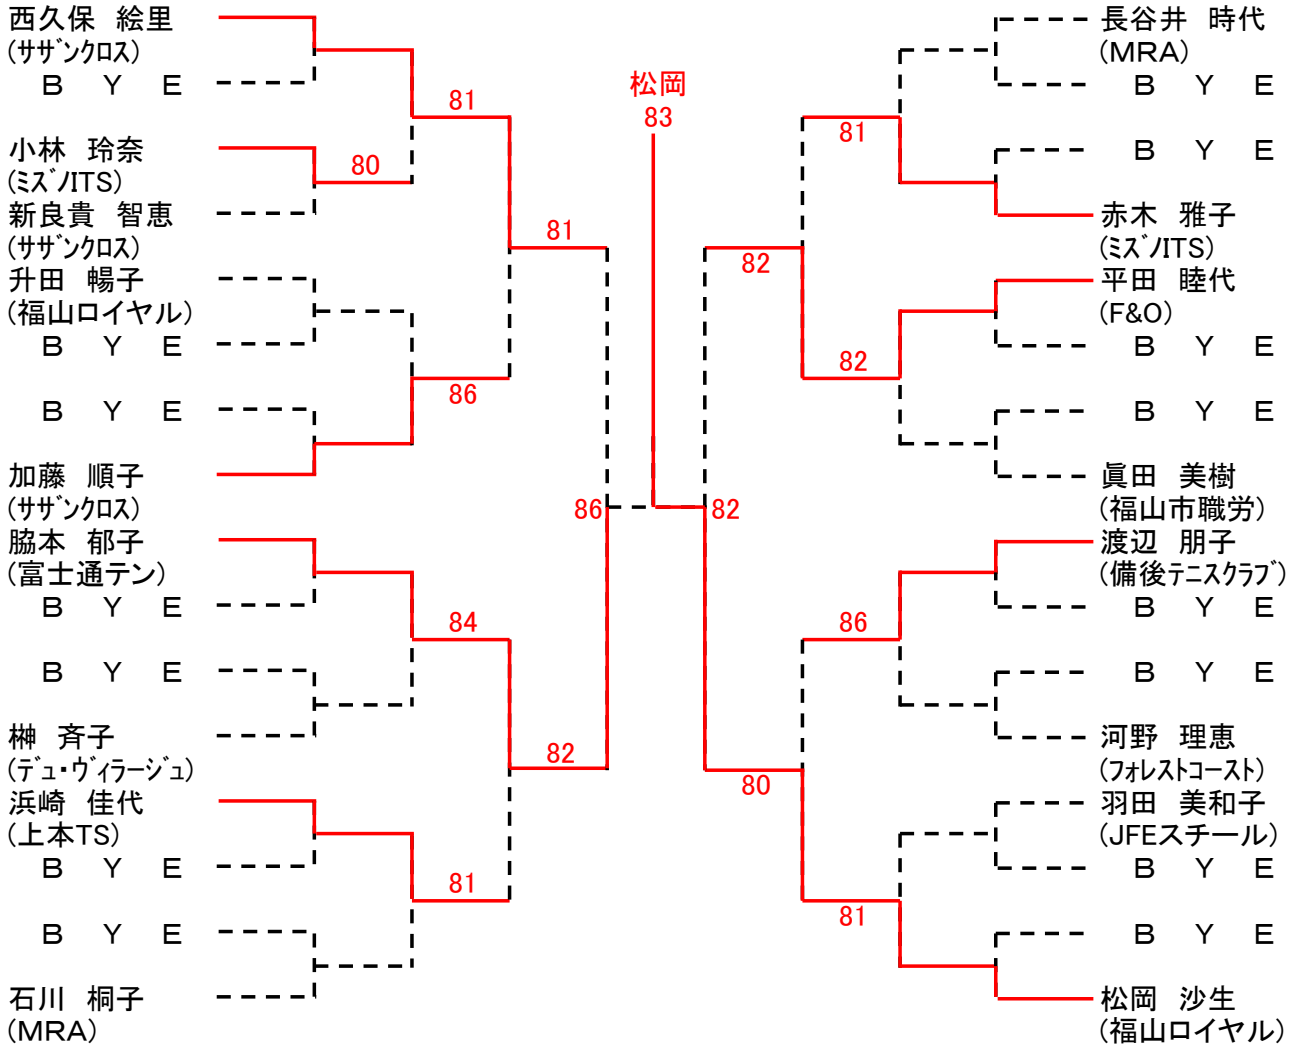 西久保　絵里
(ｻｻﾞﾝｸﾛｽ)
Ｂ　Ｙ　Ｅ
小林　玲奈
(ﾐｽﾞﾉITS)
新良貴　智恵
(ｻｻﾞﾝｸﾛｽ)
升田　暢子
(福山ロイヤル)
Ｂ　Ｙ　Ｅ
Ｂ　Ｙ　Ｅ
加藤　順子
(ｻｻﾞﾝｸﾛｽ)
脇本　郁子
(富士通テン)
Ｂ　Ｙ　Ｅ
Ｂ　Ｙ　Ｅ
榊　斉子
(ﾃﾞｭ・ｳﾞｨﾗｰｼﾞｭ)
浜崎　佳代
(上本TS)
Ｂ　Ｙ　Ｅ
Ｂ　Ｙ　Ｅ
石川　桐子
(MRA)
81
80
86
84
81
81
82
86
松岡
83
82
82
80
81
82
86
81
長谷井　時代
(MRA)
Ｂ　Ｙ　Ｅ
Ｂ　Ｙ　Ｅ
赤木　雅子
(ﾐｽﾞﾉITS)
平田　睦代
(F&O)
Ｂ　Ｙ　Ｅ
Ｂ　Ｙ　Ｅ
眞田　美樹
(福山市職労)
渡辺　朋子
(備後ﾃﾆｽｸﾗﾌﾞ)
Ｂ　Ｙ　Ｅ
Ｂ　Ｙ　Ｅ
河野　理恵
(ﾌｫﾚｽﾄｺｰｽﾄ)
羽田　美和子
(JFEスチール)
Ｂ　Ｙ　Ｅ
Ｂ　Ｙ　Ｅ
松岡　沙生
(福山ロイヤル)